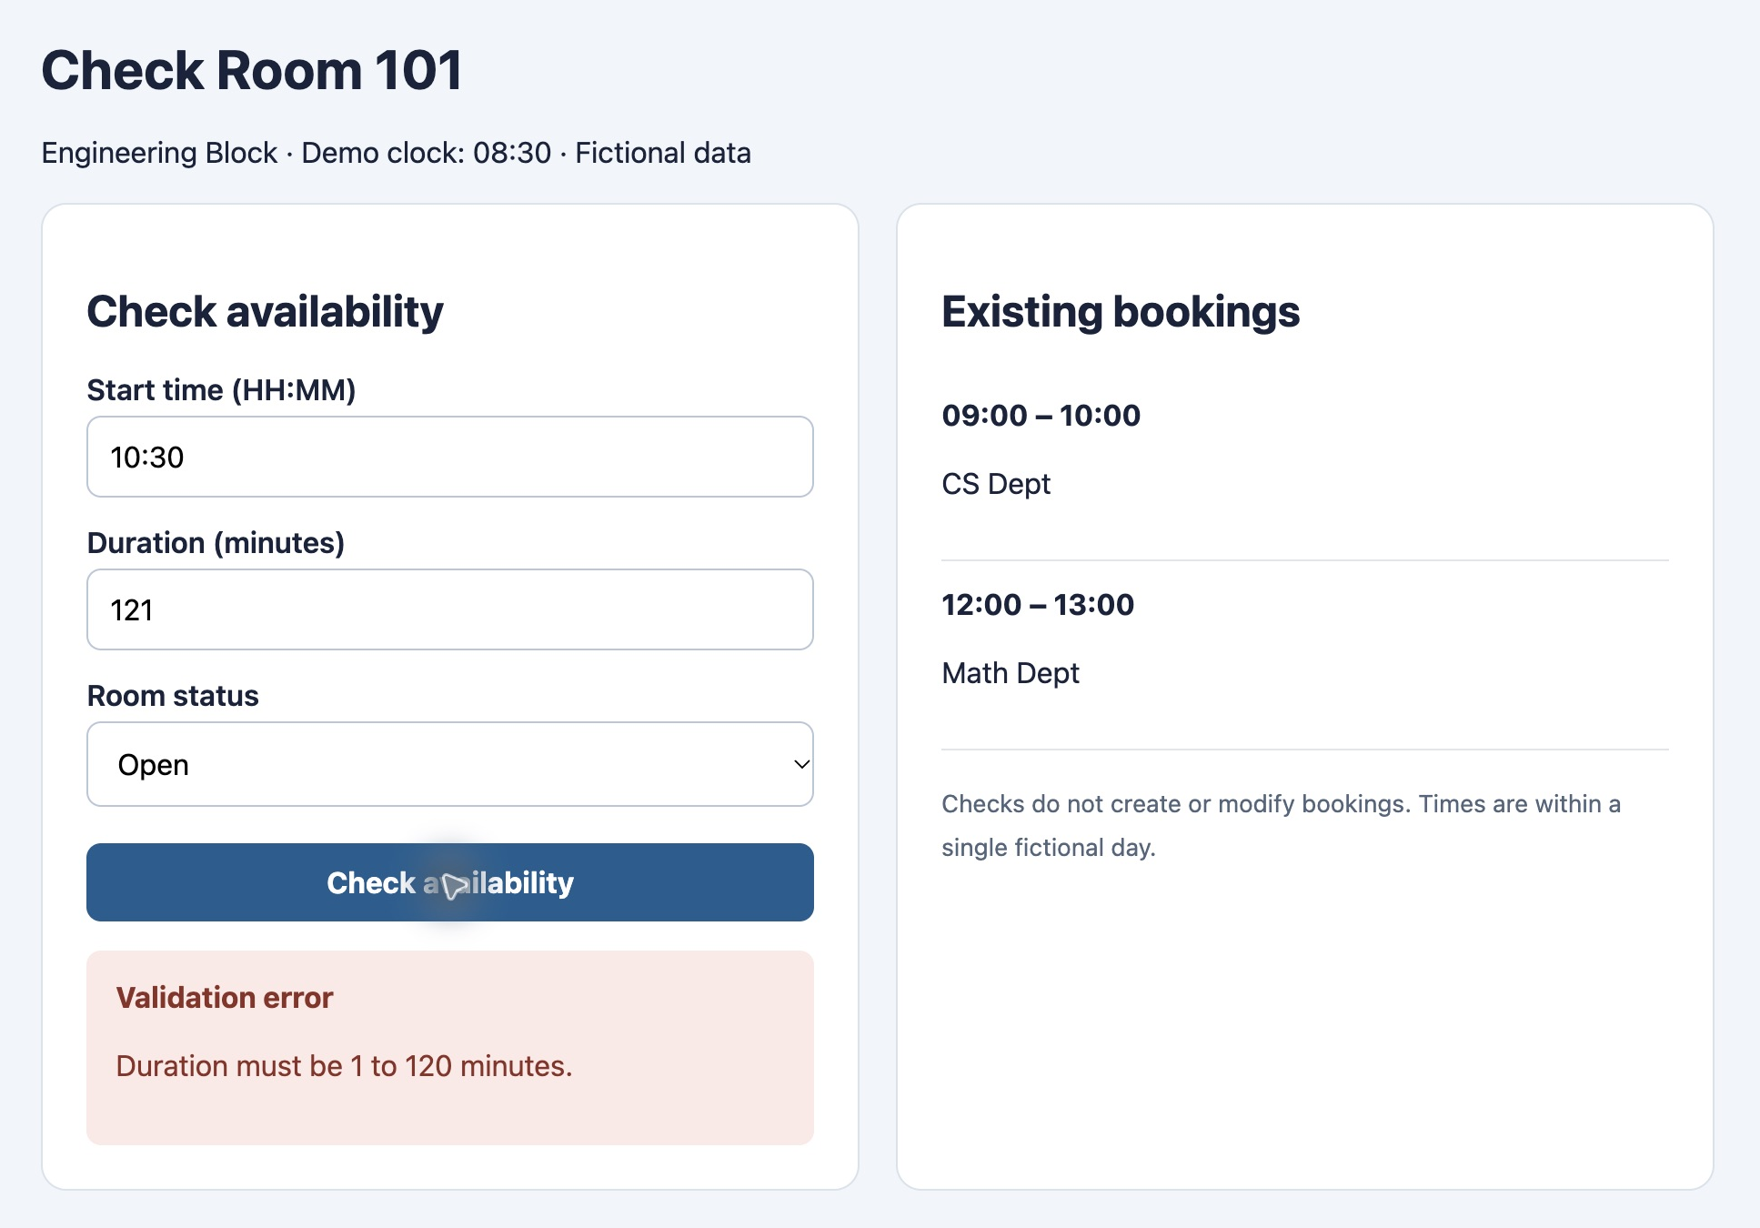 Check Room 101
Engineering Block · Demo clock: 08:30 · Fictional data
Check availability
Start time (HH:MM)
10:30
Duration (minutes)
121
Room status
Open
Check availability
Validation error
Duration must be 1 to 120 minutes.
Existing bookings
09:00 – 10:00
CS Dept
12:00 – 13:00
Math Dept
Checks do not create or modify bookings. Times are within a
single fictional day.